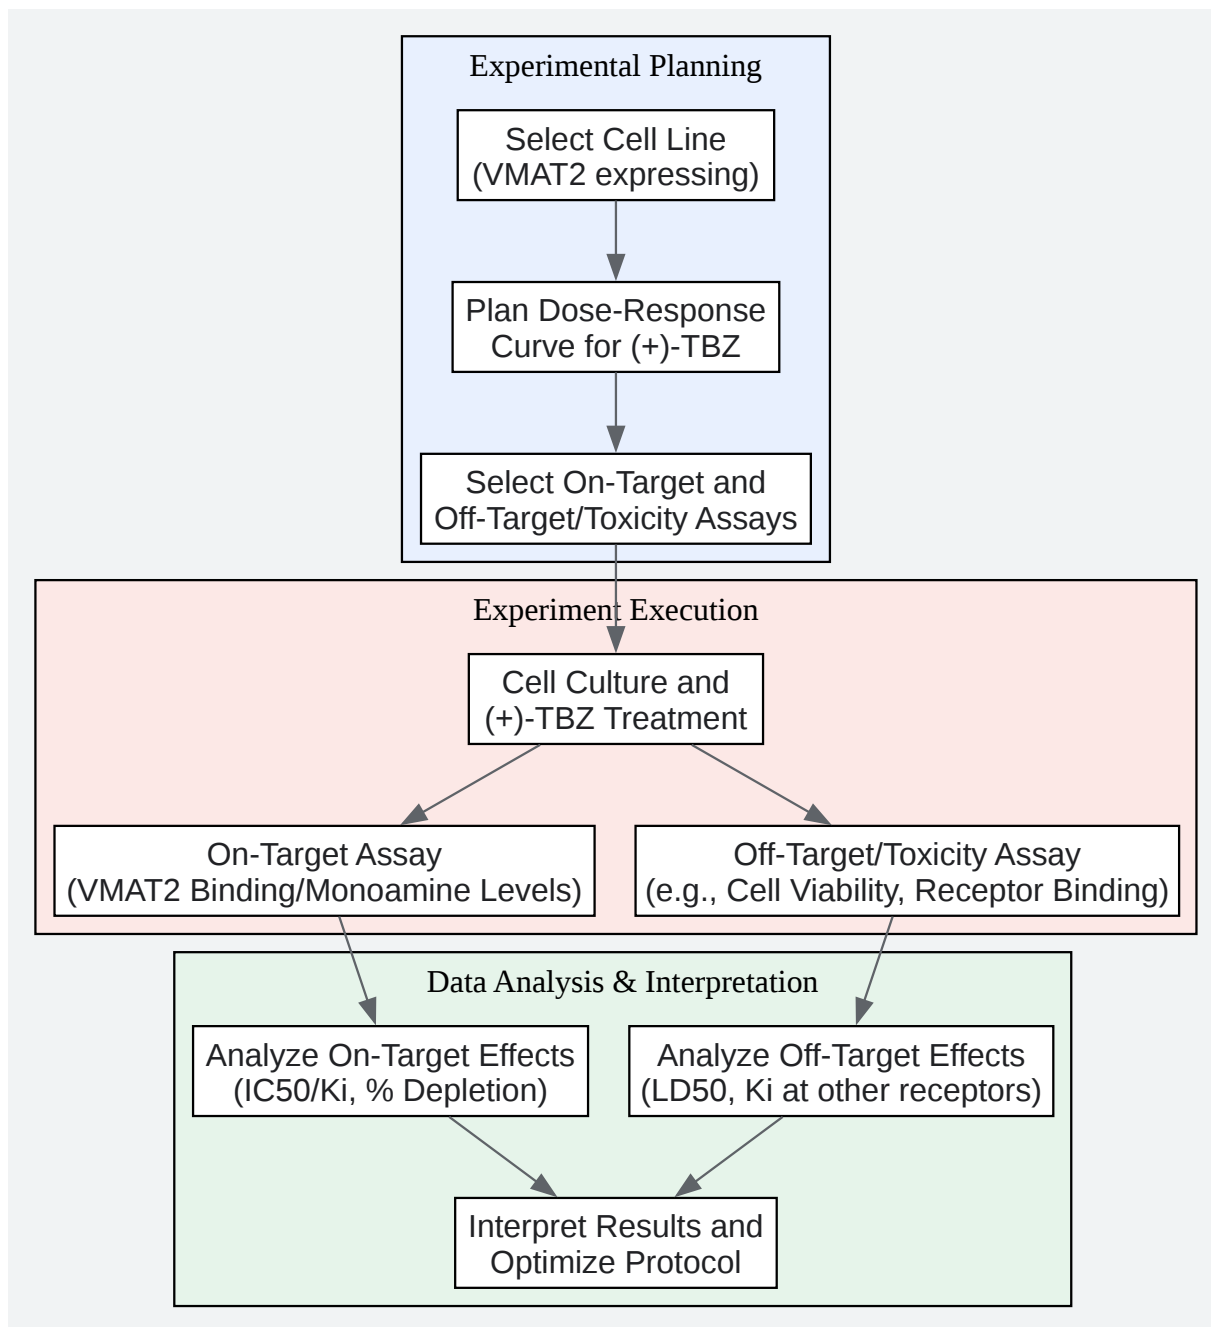 Experimental Planning
Select Cell Line
(VMAT2 expressing)
Plan Dose-Response
Curve for (+)-TBZ
Select On-Target and
Off-Target/Toxicity Assays
Experiment Execution
Cell Culture and
(+)-TBZ Treatment
On-Target Assay
(VMAT2 Binding/Monoamine Levels)
Off-Target/Toxicity Assay
(e.g., Cell Viability, Receptor Binding)
Data Analysis & Interpretation
Analyze On-Target Effects
(IC50/Ki, % Depletion)
Analyze Off-Target Effects
(LD50, Ki at other receptors)
Interpret Results and
Optimize Protocol